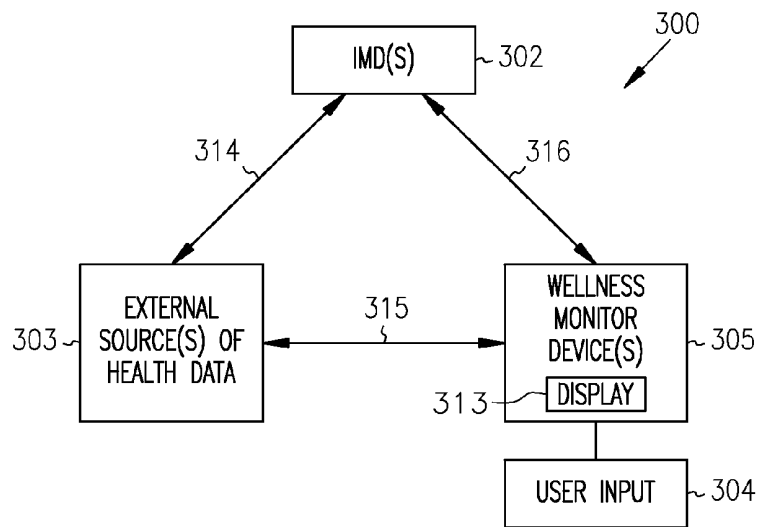 300
IMD(S)
302
314
316
EXTERNAL
SOURCE(S) OF
HEALTH DATA
303
315
WELLNESS
MONITOR
DEVICE(S)
305
313
DISPLAY
USER INPUT
304